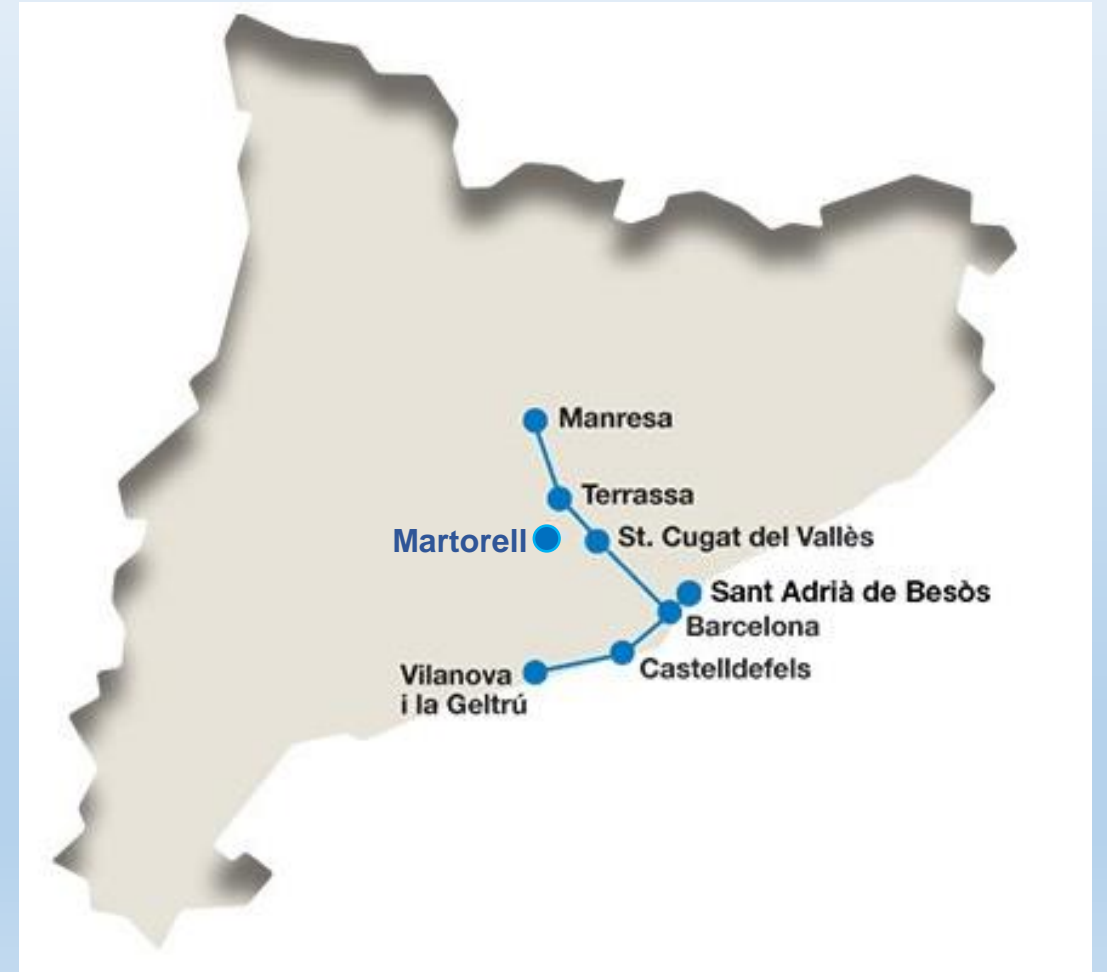 Manresa
Terrassa
Martorell
St. Cugat del Vallès
Sant Adrià de Besòs
Barcelona
Castelldefels
Vilanova
i la Geltrú